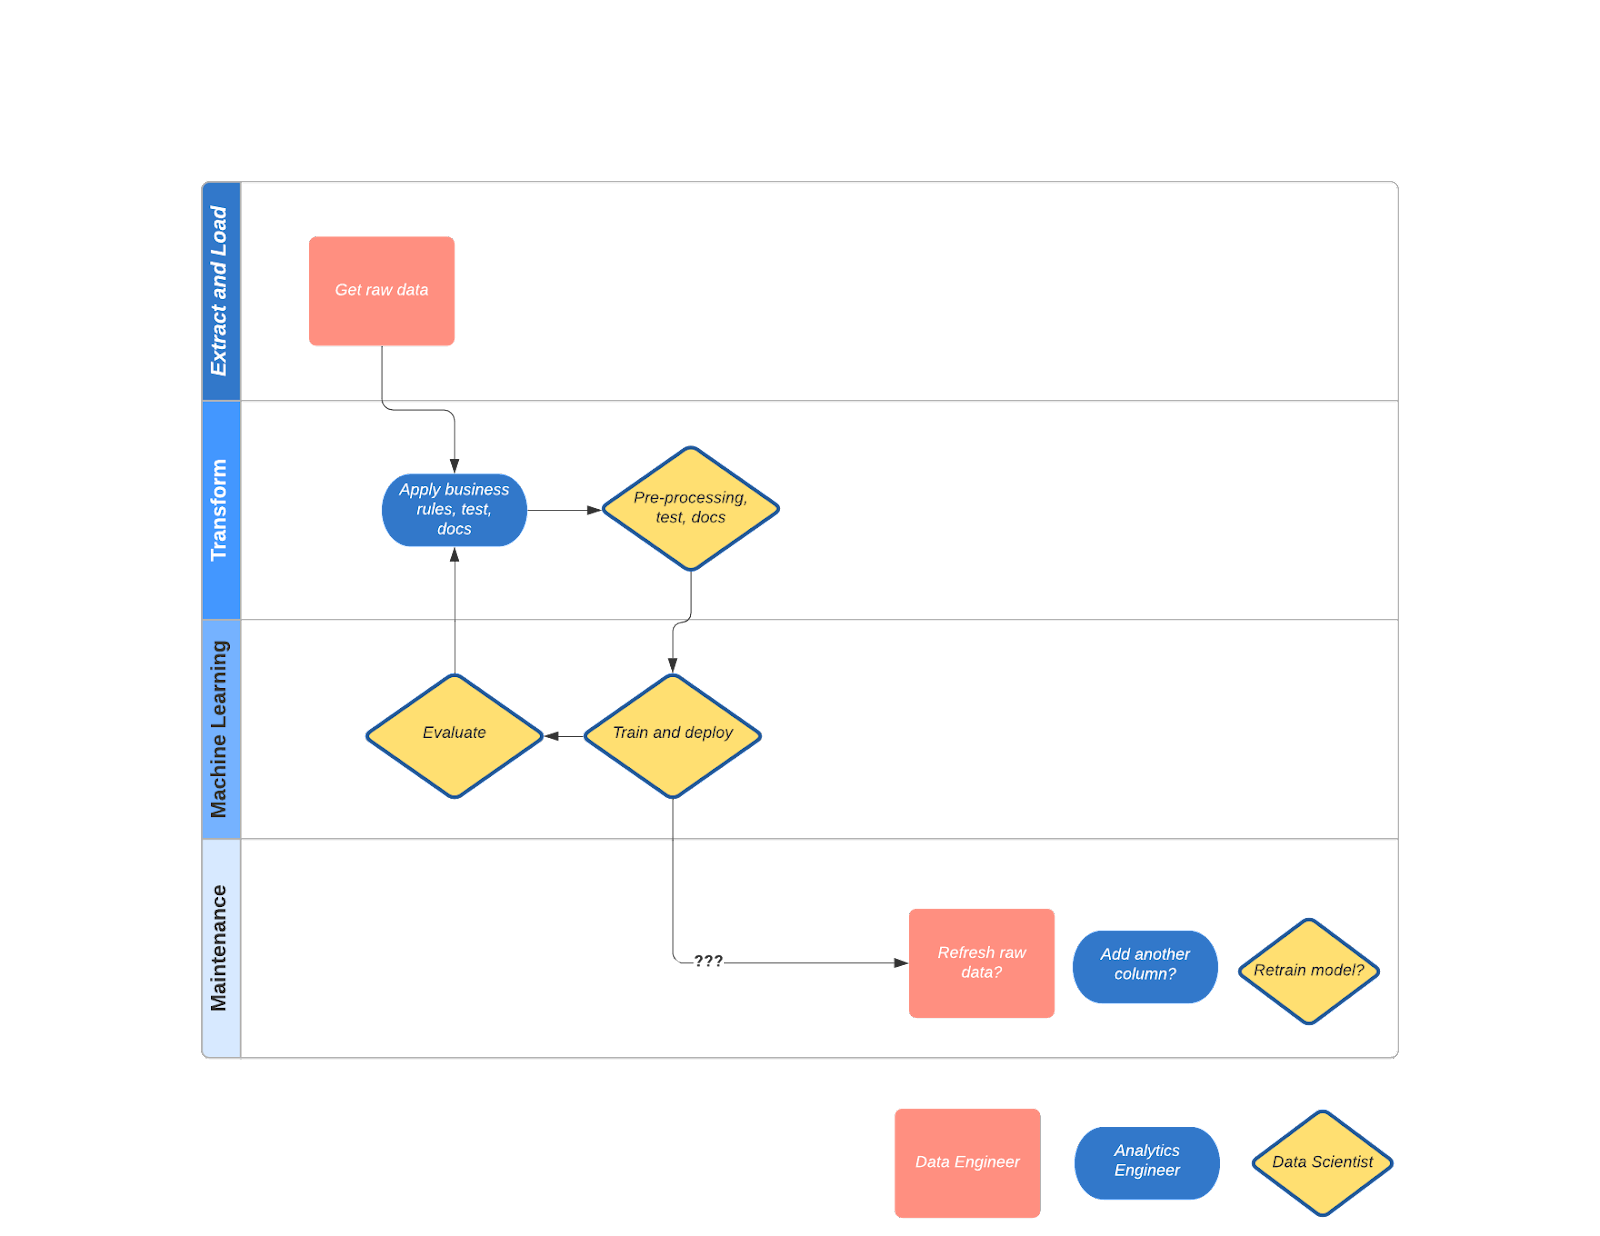 Extract and Load
Get raw data
Transform
Apply business
rules, test,
docs
Pre-processing,
test, docs
Machine Learning
Evaluate
Train and deploy
Maintenance
???
Refresh raw
data?
Add another
column?
Retrain model?
Data Engineer
Analytics
Engineer
Data Scientist